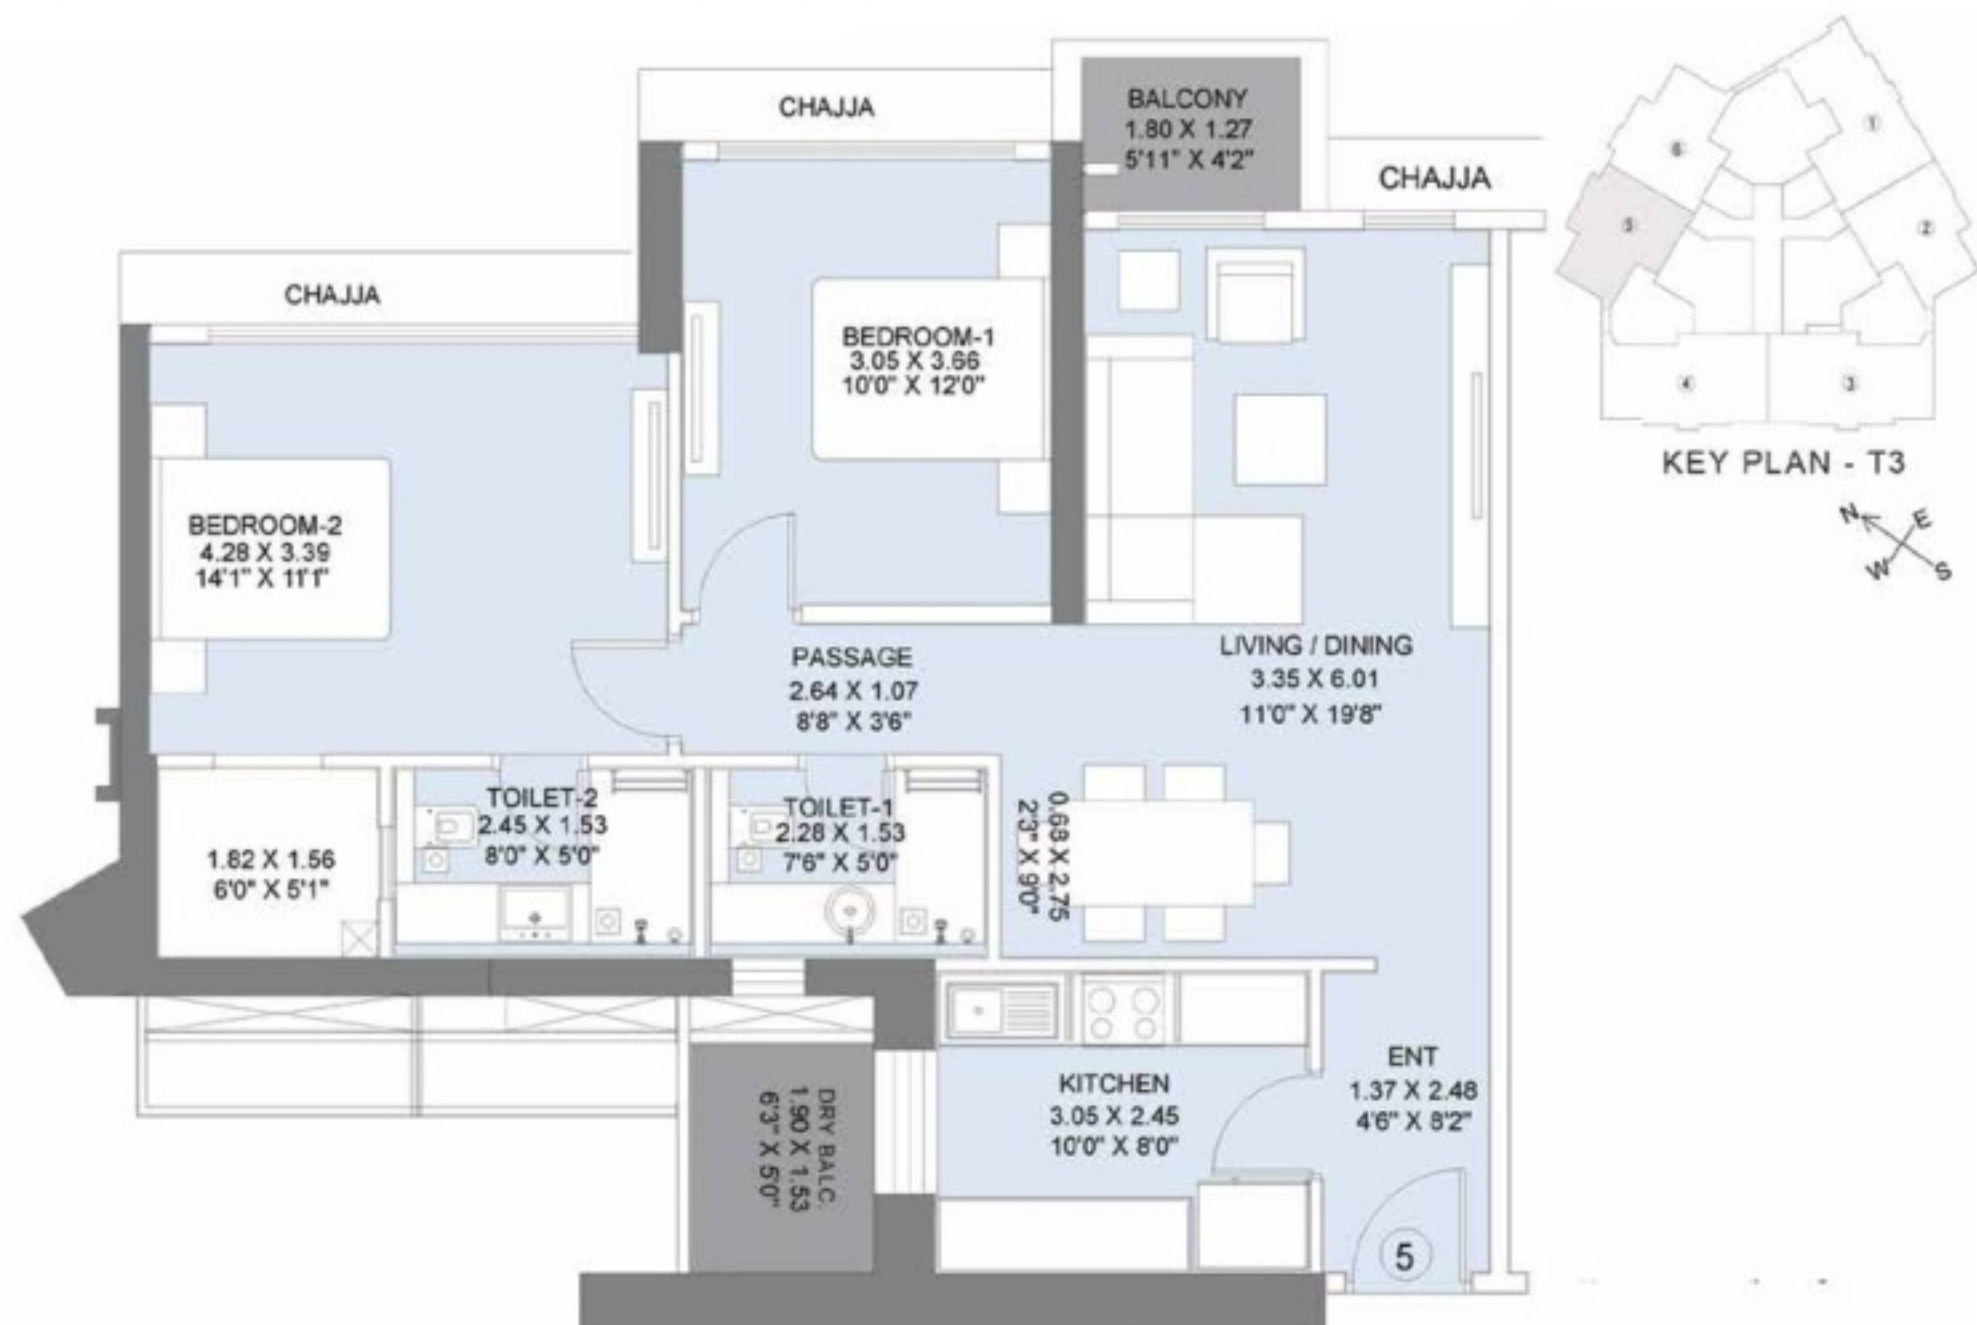 CHAJJA
BALCONY
1.80 X 1.27
5'11" X 4'2"
CHAJJA
CHAJJA
BEDROOM-1
3.05 X 3.66
10'0" X 12'0"
BEDROOM-2
4.28 X 3.39
14'1" X 11'1"
PASSAGE
2.64 X 1.07
8'8" X 3'6"
LIVING / DINING
3.35 X 6.01
11'0" X 19'8"
0.68 X 2.75
2'3" X 9'0"
TOILET-2
2.45 X 1.53
8'0" X 5'0"
TOILET-1
2.28 X 1.53
7'6" X 5'0"
1.82 X 1.56
6'0" X 5'1"
DRY BALC.
1.90 X 1.53
6'3" X 5'0"
KITCHEN
3.05 X 2.45
10'0" X 8'0"
ENT
1.37 X 2.48
4'6" X 8'2"
5
1
6
5
2
4
3
KEY PLAN - T3
N
E
W
S